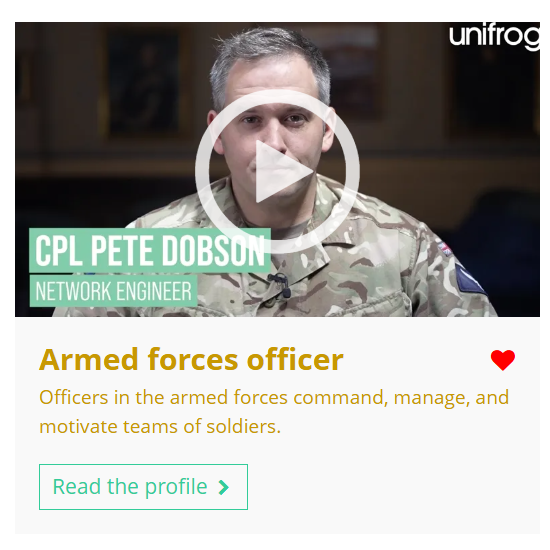 unifrog
CPL PETE DOBSON
NETWORK ENGINEER
Armed forces officer
Officers in the armed forces command, manage, and
motivate teams of soldiers.
Read the profile